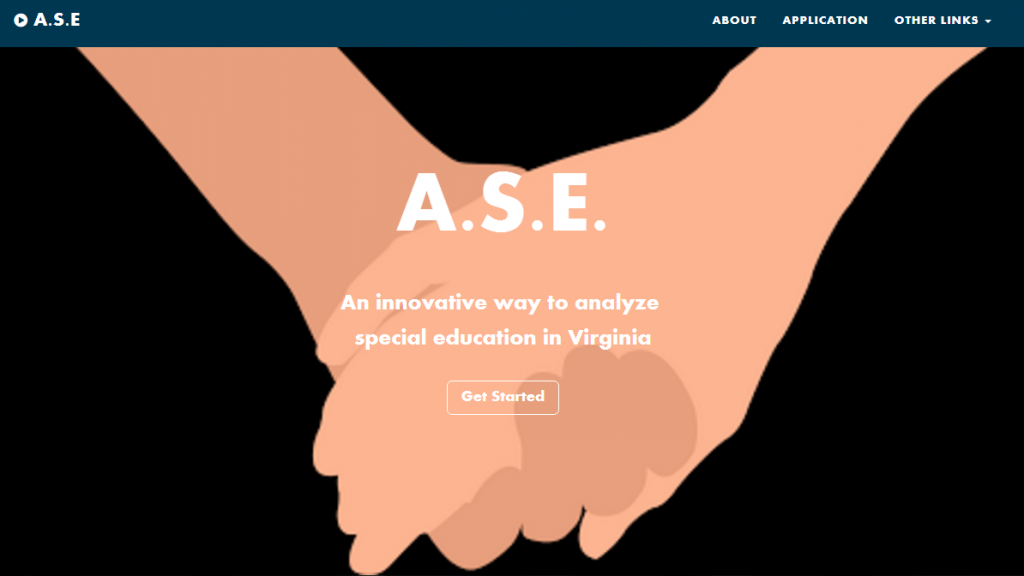 A.S.E
ABOUT APPLICATION OTHER LINKS
A.S.E.
An innovative way to analyze
special education in Virginia
Get Started